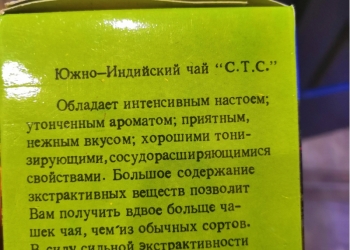 Южно–Индийский чай "С.Т.С."
Обладает интенсивным настоем;
утонченным ароматом; приятным,
нежным вкусом; хорошими тони-
зирующими, сосудорасширяющимися
свойствами. Большое содержание
экстрактивных веществ позволит
Вам получить вдвое больще ча-
шек чая, чем из обычных сортов.
В силу сильной экстрактивности